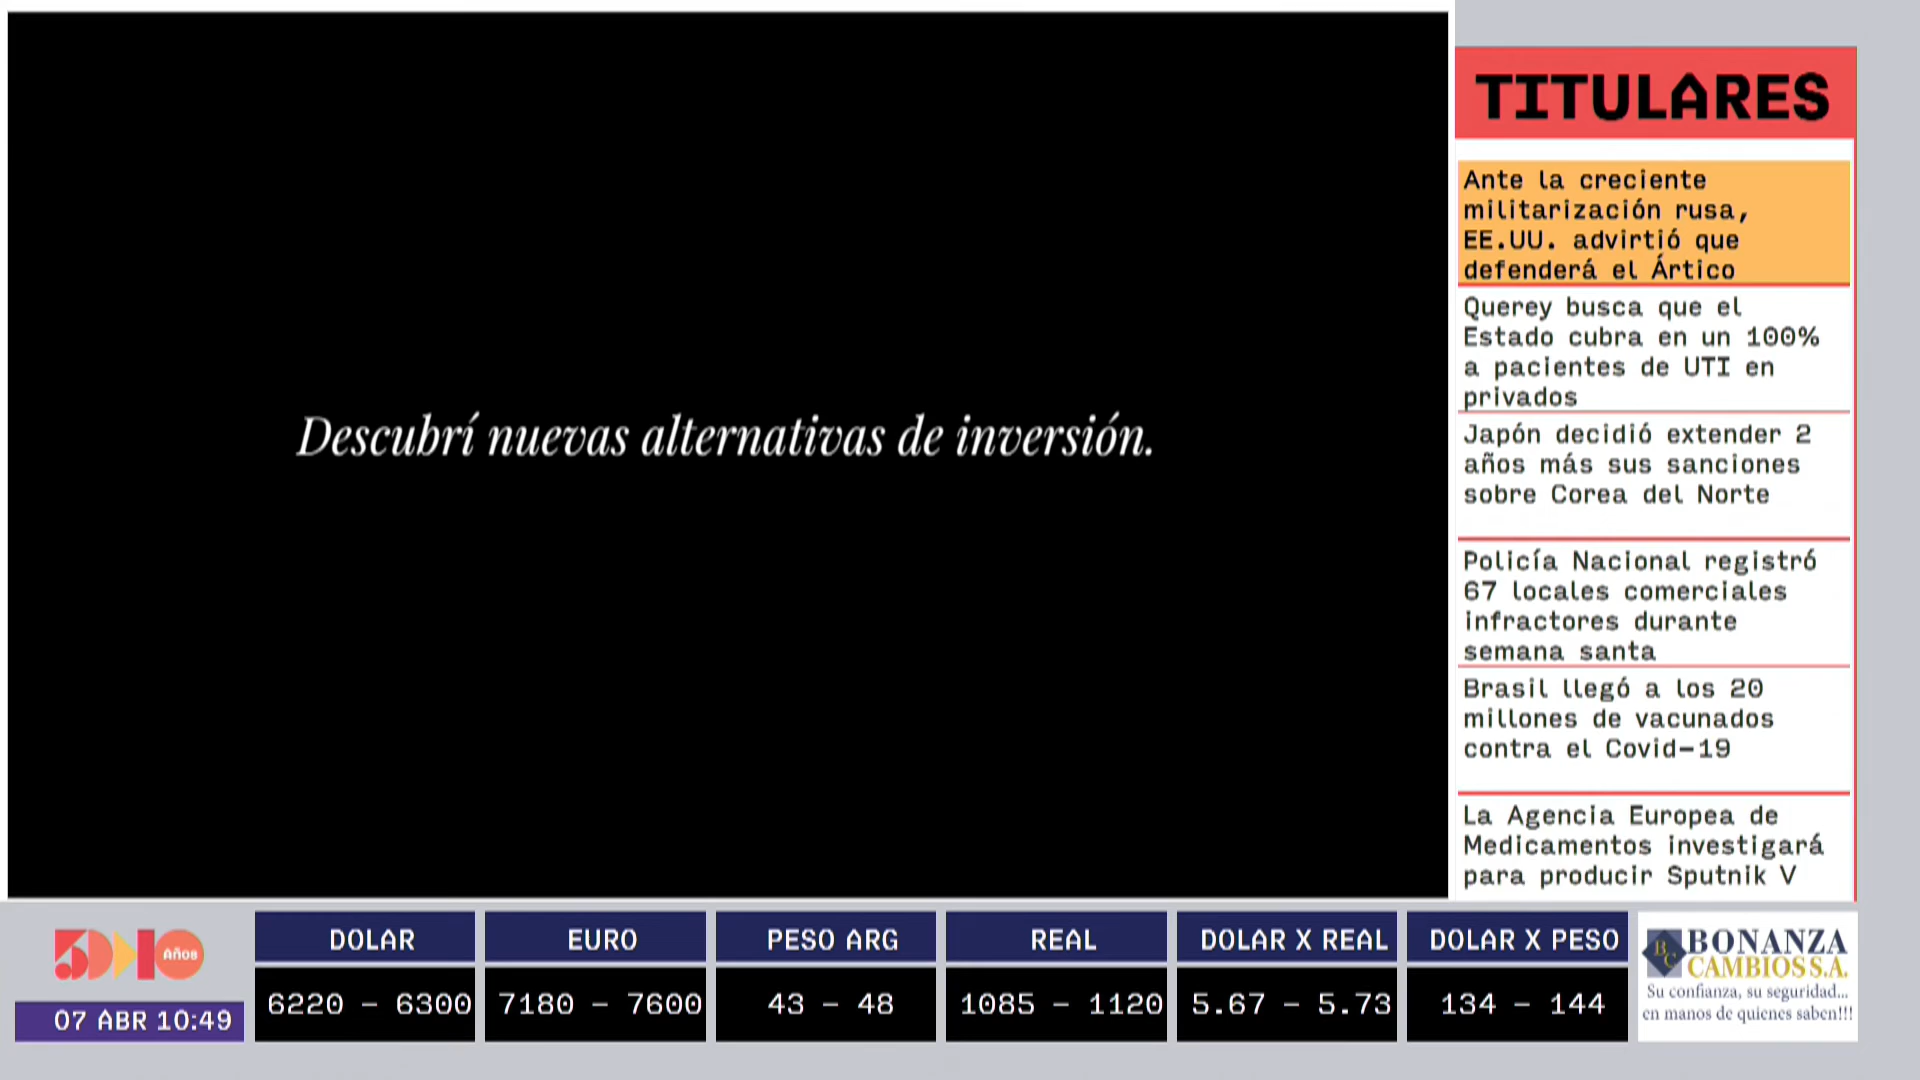 Descubrí nuevas alternativas de inversión.
TITULARES
Ante la creciente
militarización rusa,
EE.UU. advirtió que
defenderá el Ártico
Querey busca que el
Estado cubra en un 100%
a pacientes de UTI en
privados
Japón decidió extender 2
años más sus sanciones
sobre Corea del Norte
Policía Nacional registró
67 locales comerciales
infractores durante
semana santa
Brasil llegó a los 20
millones de vacunados
contra el Covid-19
La Agencia Europea de
Medicamentos investigará
para producir Sputnik V
5DÍ10 Años
07 ABR 10:49
DOLAR
6220 - 6300
EURO
7180 - 7600
PESO ARG
43 - 48
REAL
1085 - 1120
DOLAR X REAL
5.67 - 5.73
DOLAR X PESO
134 - 144
BC BONANZA
CAMBIOS S.A.
Su confianza, su seguridad...
en manos de quienes saben!!!